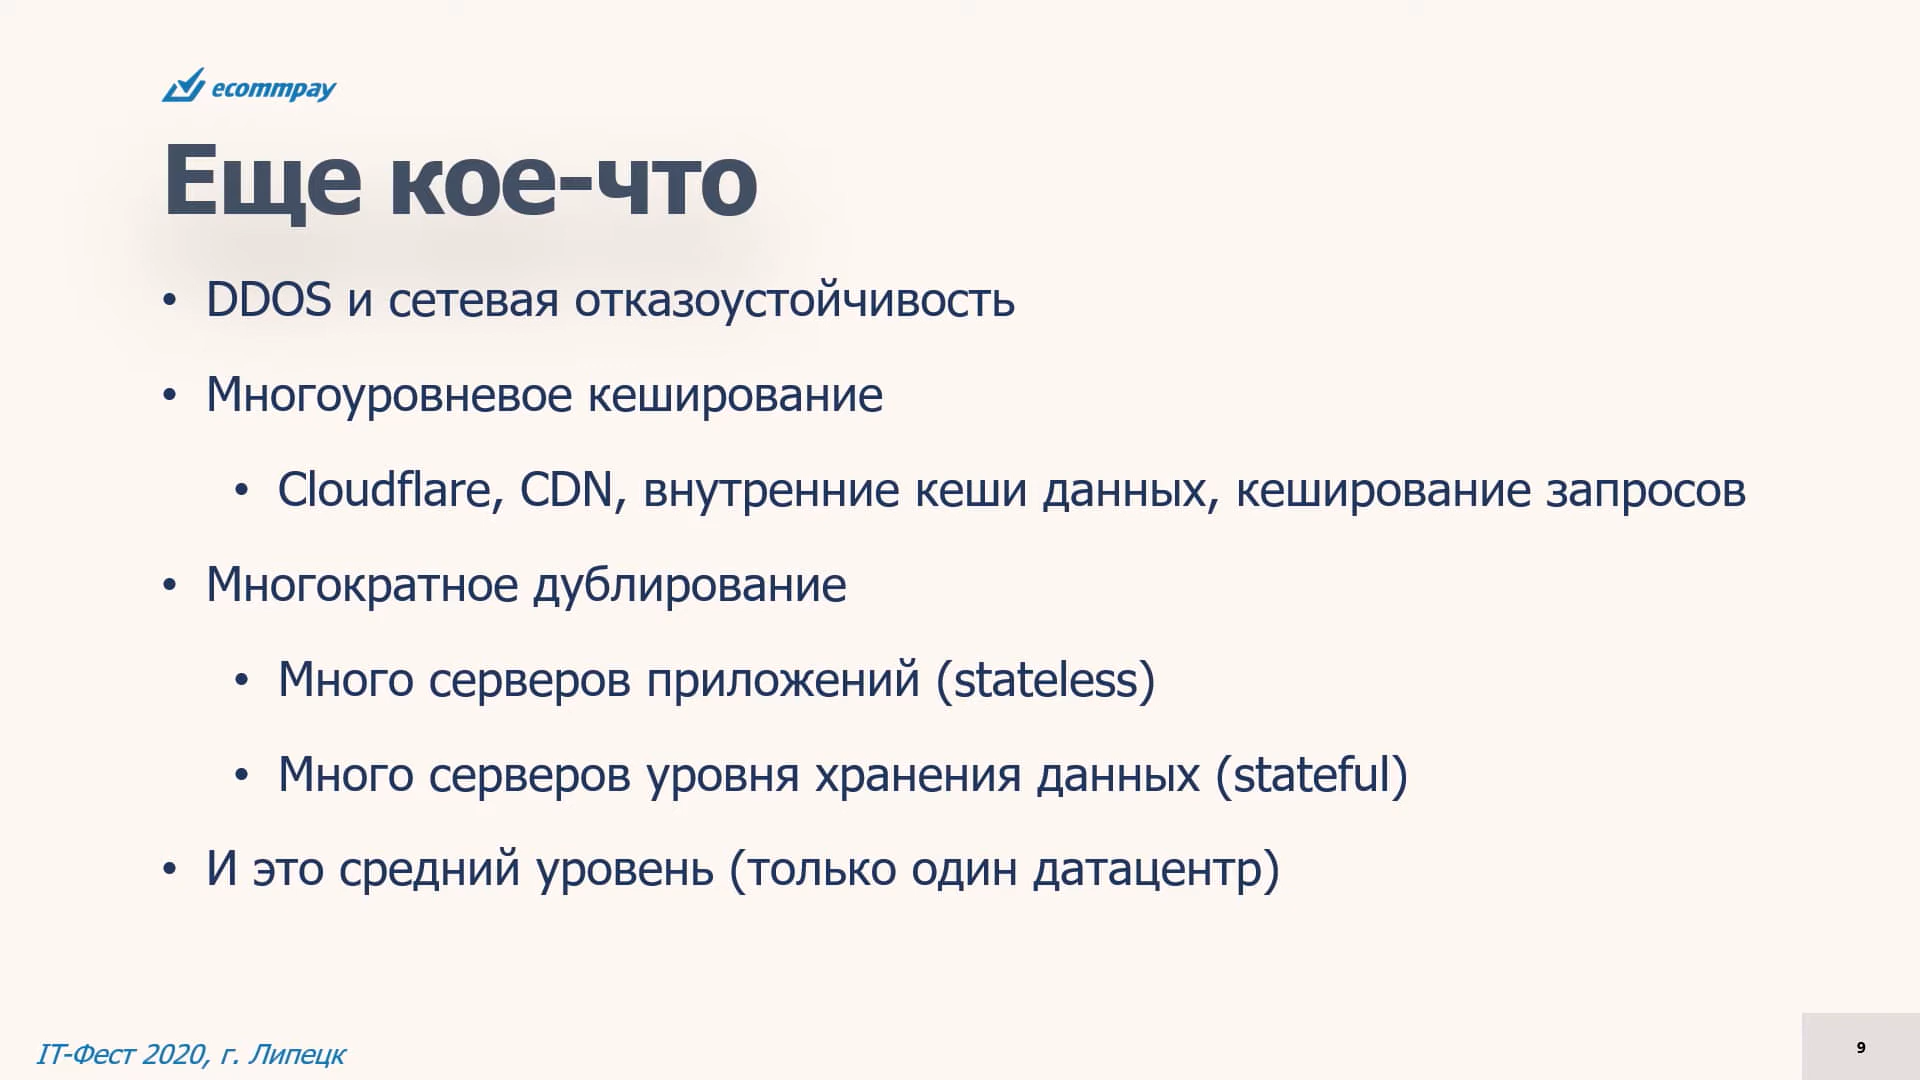 ecommpay
Еще кое-что
• DDOS и сетевая отказоустойчивость
• Многоуровневое кеширование
• Cloudflare, CDN, внутренние кеши данных, кеширование запросов
• Многократное дублирование
• Много серверов приложений (stateless)
• Много серверов уровня хранения данных (stateful)
• И это средний уровень (только один датацентр)
IT-Фест 2020, г. Липецк
9